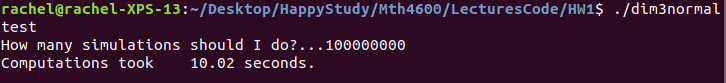 rachel@rachel-XPS-13:~/Desktop/HappyStudy/Mth4600/LecturesCode/HW1$ ./dim3normal
test
How many simulations should I do?...100000000
Computations took    10.02 seconds.